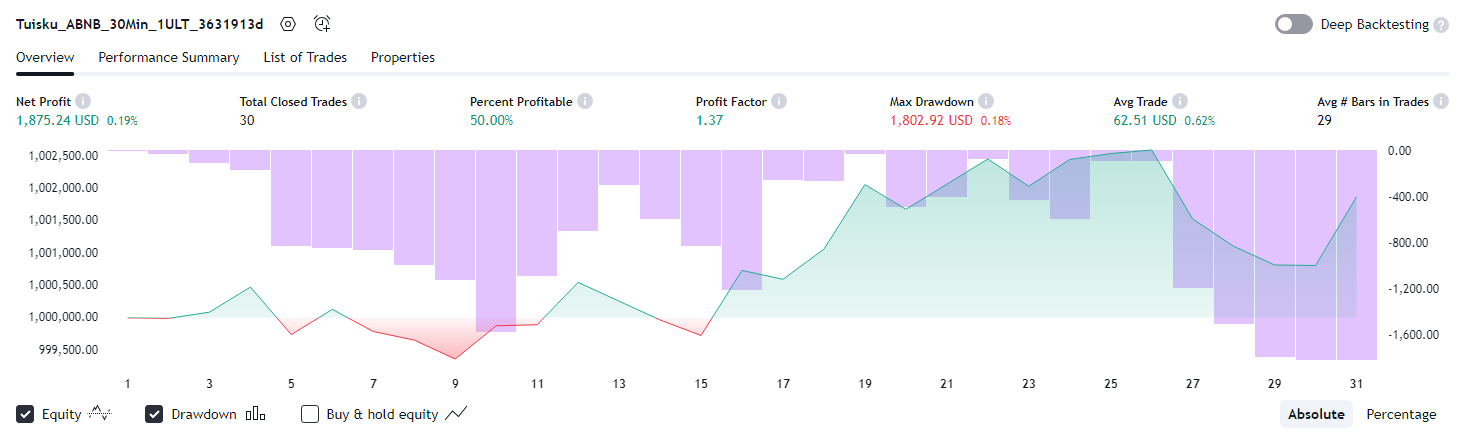 Tuisku_ABNB_30Min_1ULT_3631913d Deep Backtesting ?
Overview Performance Summary List of Trades Properties
Net Profit i Total Closed Trades i Percent Profitable i Profit Factor i Max Drawdown i Avg Trade i Avg # Bars in Trades i
1,875.24 USD 0.19% 30 50.00% 1.37 1,802.92 USD 0.18% 62.51 USD 0.62% 29
1,002,500.00 0.00
1,002,000.00 -400.00
1,001,500.00
1,001,000.00 -800.00
1,000,500.00 -1,200.00
1,000,000.00 -1,600.00
999,500.00
1 3 5 7 9 11 13 15 17 19 21 23 25 27 29 31
Equity Drawdown Buy & hold equity Absolute Percentage